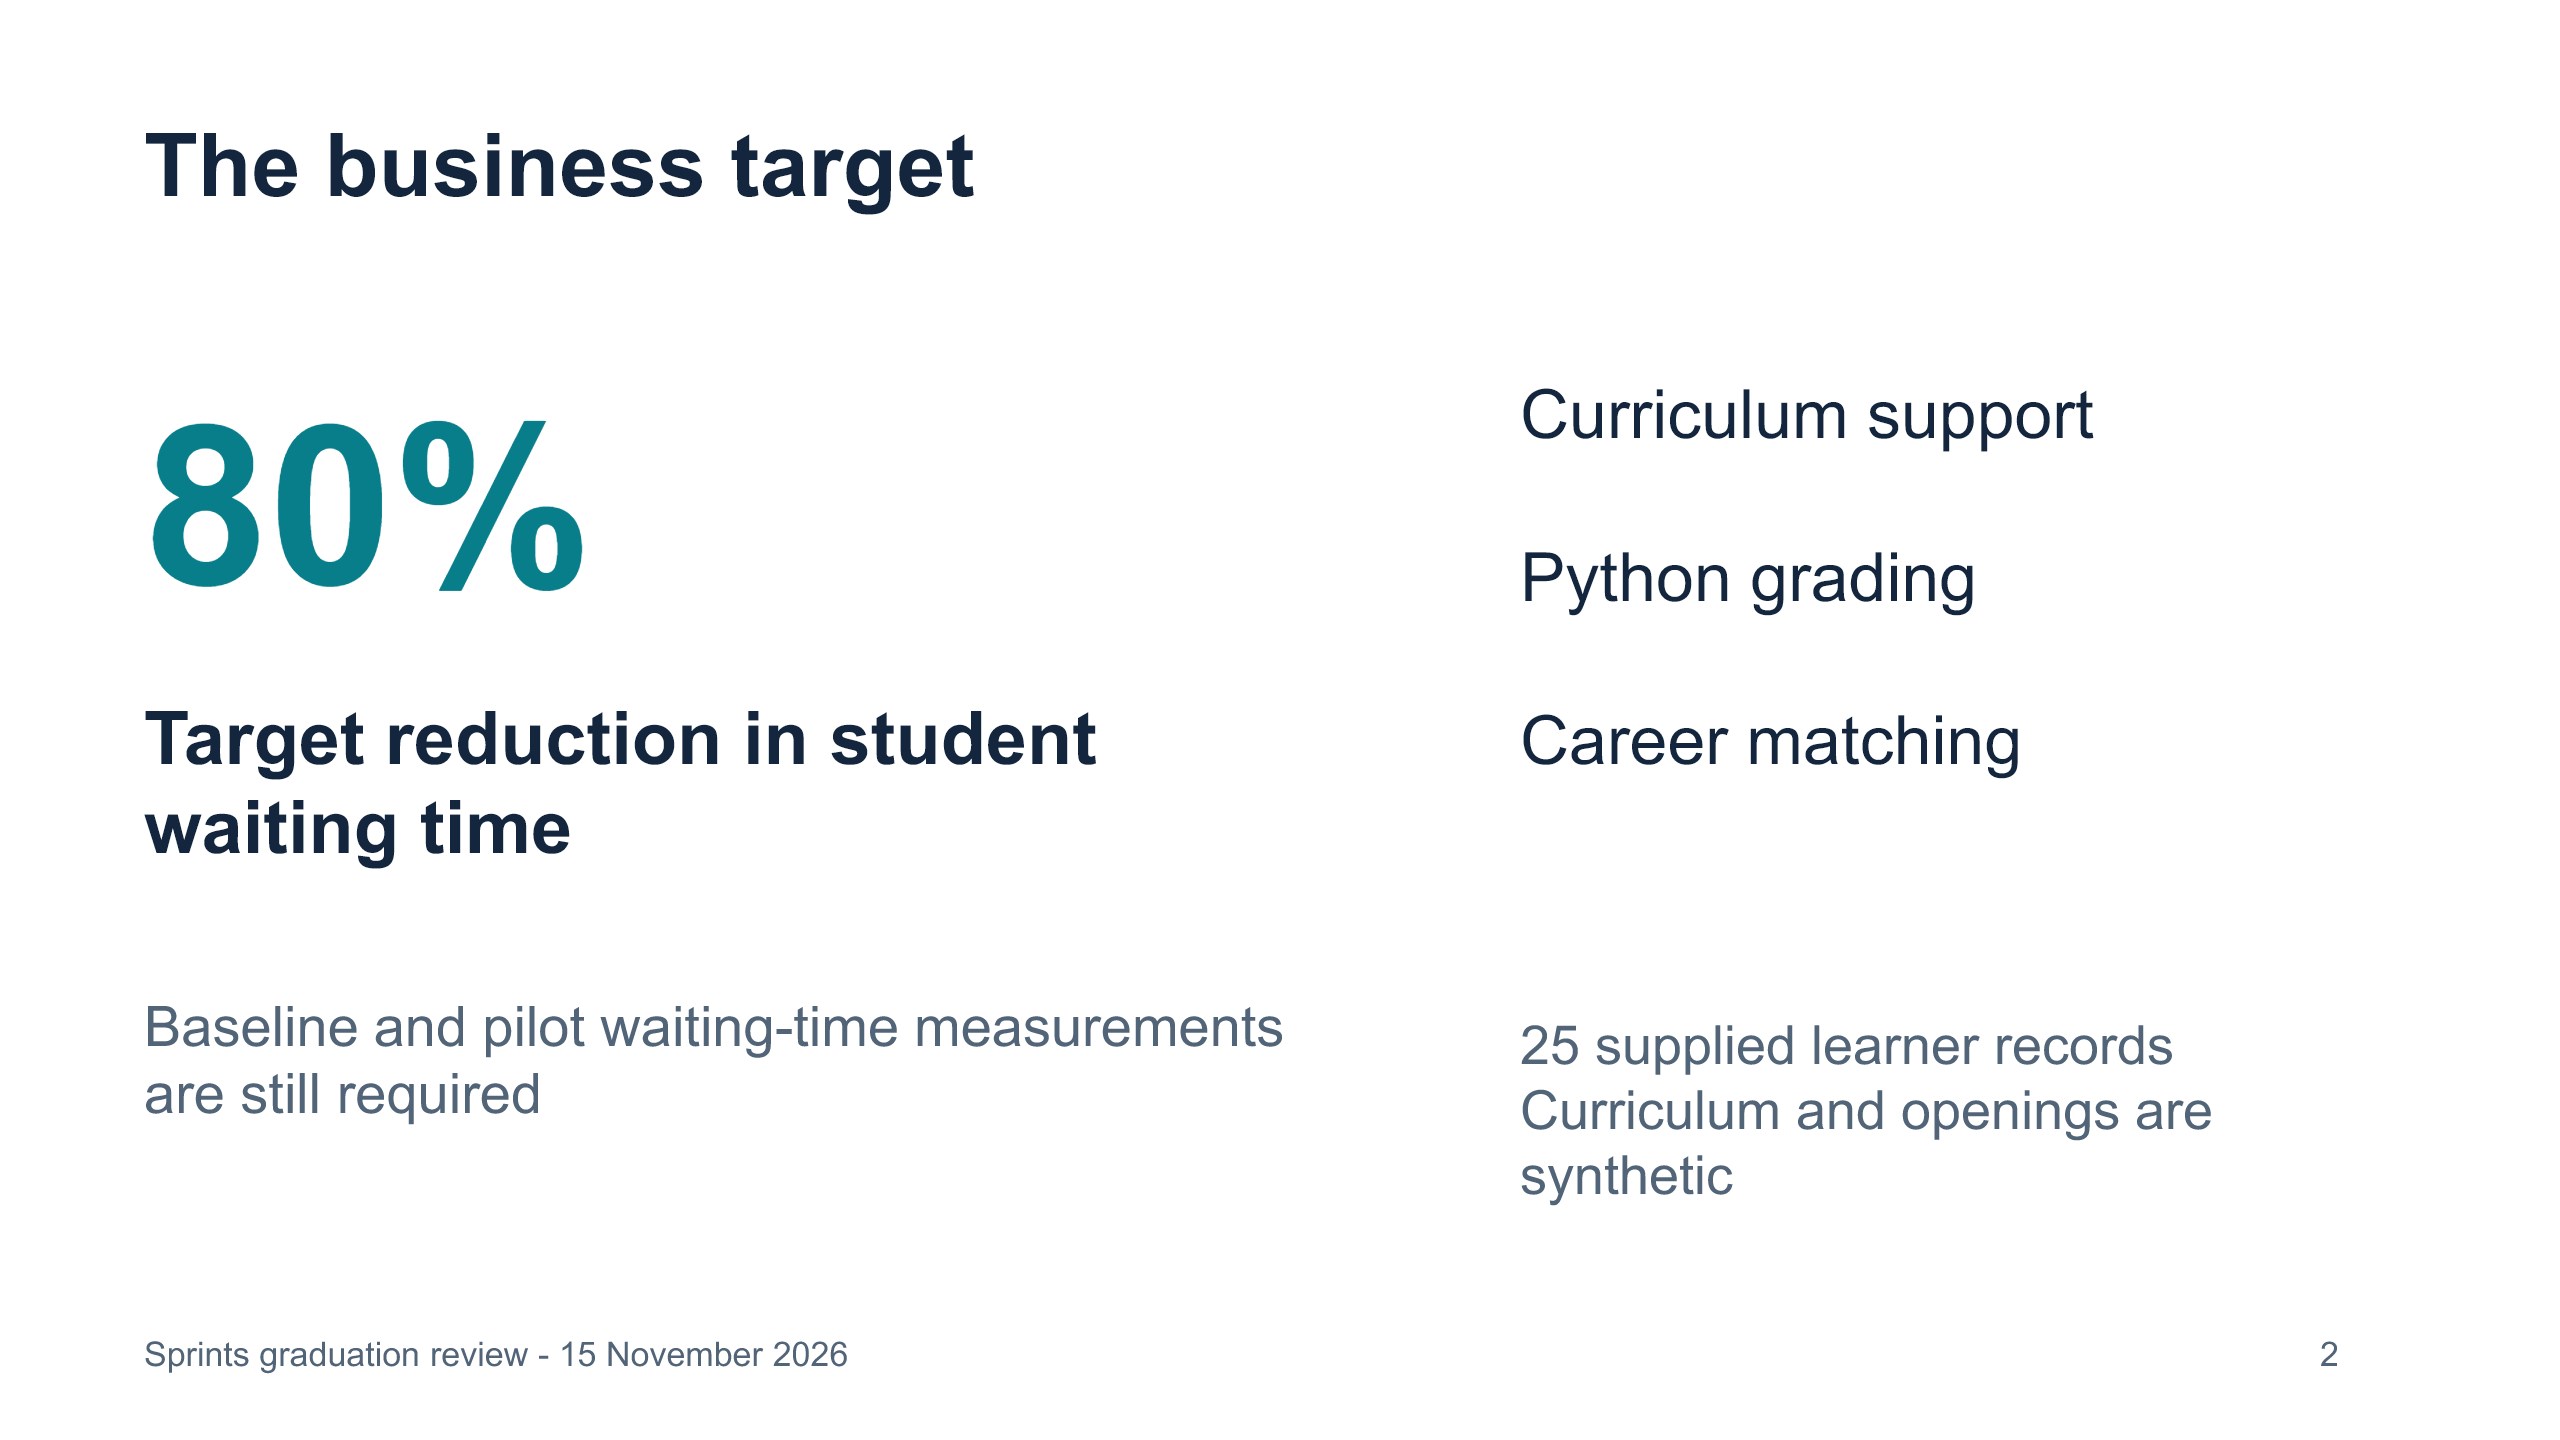 The business target
80%
Target reduction in student
waiting time
Baseline and pilot waiting-time measurements
are still required
Curriculum support
Python grading
Career matching
25 supplied learner records
Curriculum and openings are
synthetic
Sprints graduation review - 15 November 2026
2